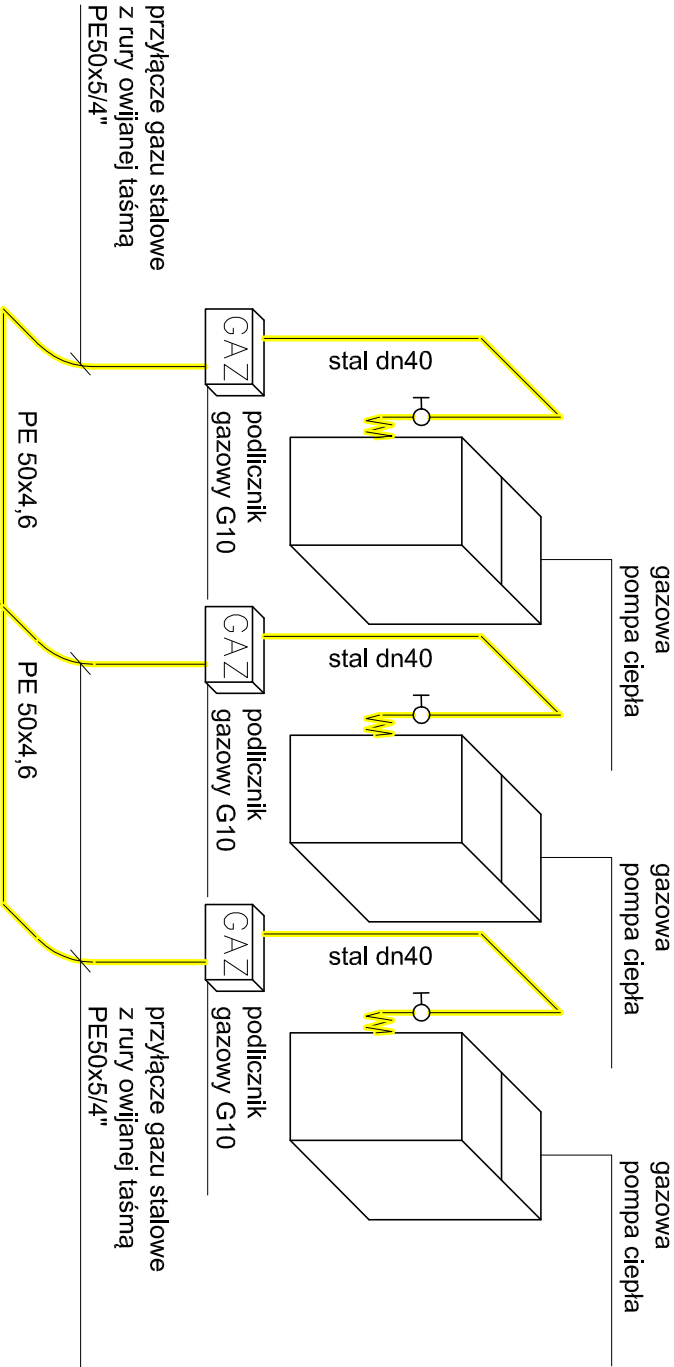 gazowa
pompa ciepła
gazowa
pompa ciepła
gazowa
pompa ciepła
stal dn40
stal dn40
stal dn40
GAZ
podlicznik
gazowy G10
GAZ
podlicznik
gazowy G10
GAZ
podlicznik
gazowy G10
przyłącze gazu stalowe
z rury owijanej taśmą
PE50x5/4"
przyłącze gazu stalowe
z rury owijanej taśmą
PE50x5/4"
PE 50x4,6
PE 50x4,6